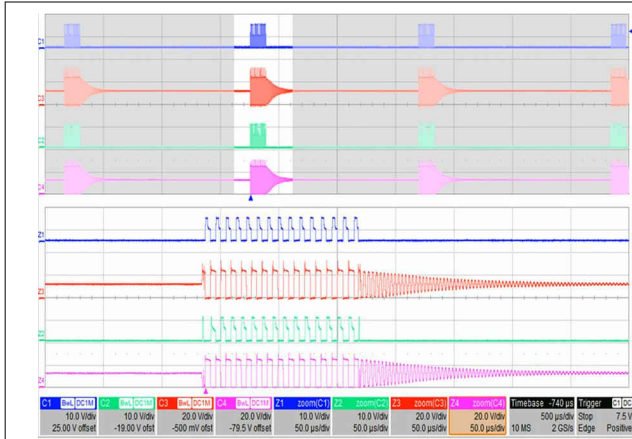 C1
C4
Z1
Z4
C1 BwL DC1M C2 BwL DC1M C3 BwL DC1M C4 BwL DC1M Z1 zoom(C1) Z2 zoom(C2) Z3 zoom(C3) Z4 zoom(C4) Timebase -740 µs Trigger C1 DC
10.0 V/div 10.0 V/div 20.0 V/div 20.0 V/div 10.0 V/div 10.0 V/div 20.0 V/div 20.0 V/div 500 µs/div Stop 7.5 V
25.00 V offset -19.00 V ofst -500 mV ofst -79.5 V offset 50.0 µs/div 50.0 µs/div 50.0 µs/div 50.0 µs/div 10 MS 2 GS/s Edge Positive